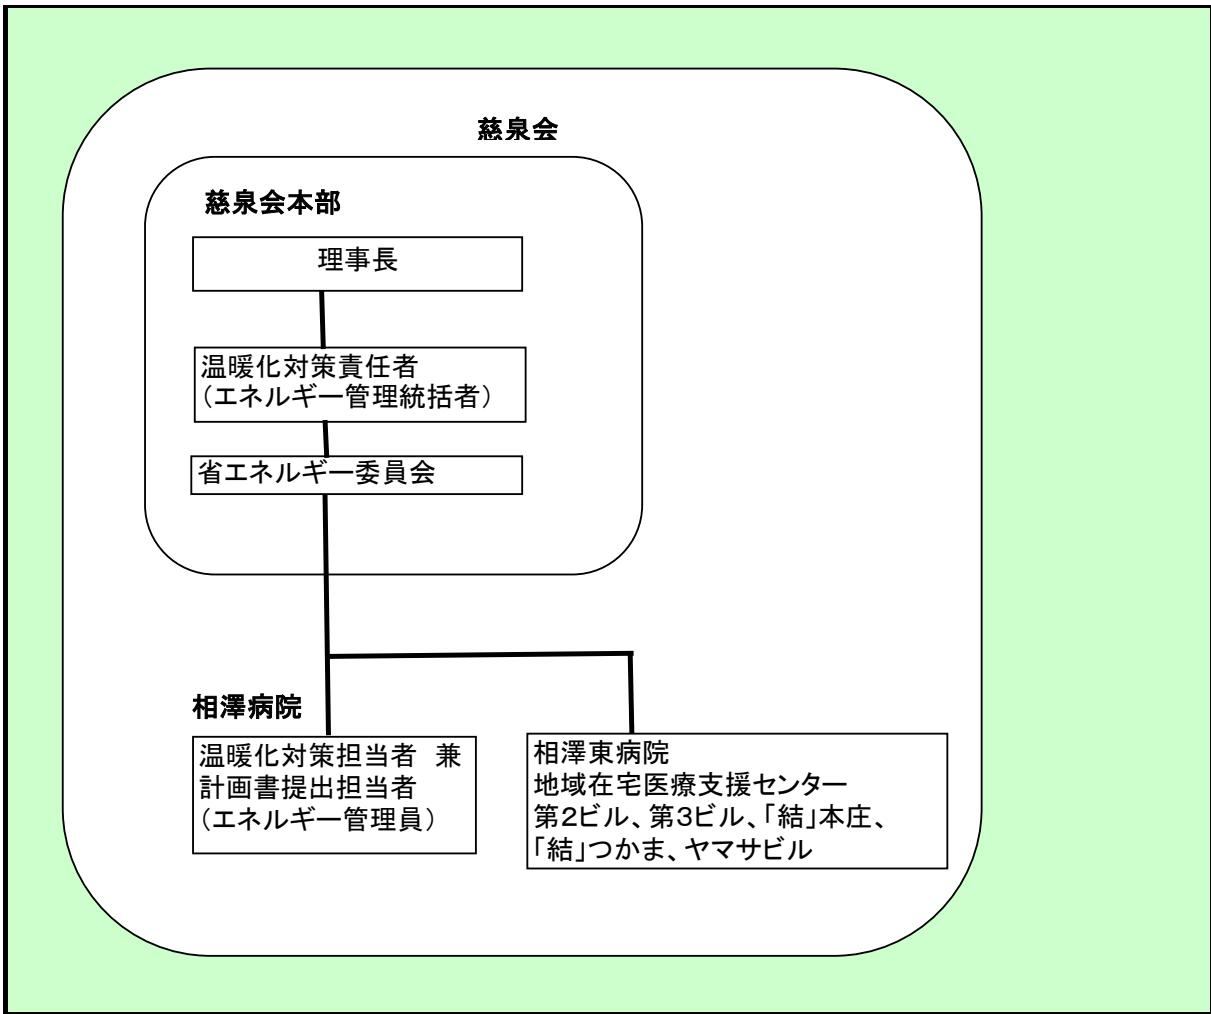 慈泉会
慈泉会本部
理事長
温暖化対策責任者
（エネルギー管理統括者）
省エネルギー委員会
相澤病院
温暖化対策担当者　兼
計画書提出担当者
（エネルギー管理員）
相澤東病院
地域在宅医療支援センター
第２ビル、第３ビル、「結」本庄、
「結」つかま、ヤマサビル